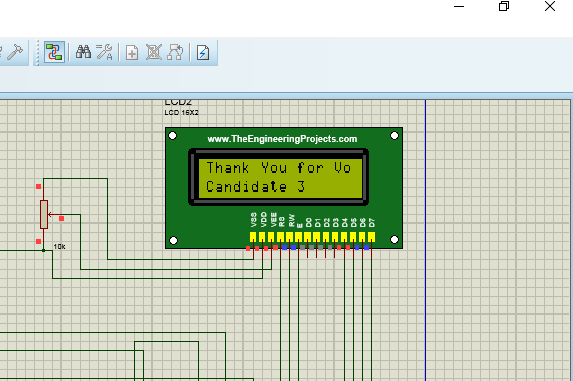 LCD2
LCD 16X2
www.TheEngineeringProjects.com
Thank You for Vo
Candidate 3
VSS
VDD
VEE
RS
RW
E
D0
D1
D2
D3
D4
D5
D6
D7
10k